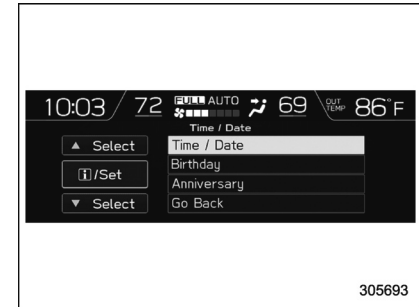 10:03 72 FULL AUTO 69 OUT TEMP 86°F
Time / Date
▲ Select
Time / Date
Birthday
i/Set
Anniversary
▼ Select
Go Back
305693